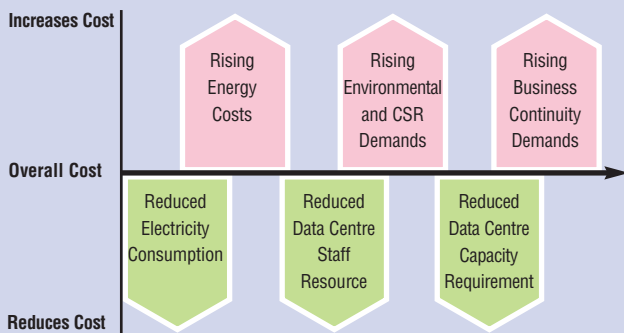 Increases Cost
Rising
Energy
Costs
Rising
Environmental
and CSR
Demands
Rising
Business
Continuity
Demands
Overall Cost
Reduced
Electricity
Consumption
Reduced
Data Centre
Staff
Resource
Reduced
Data Centre
Capacity
Requirement
Reduces Cost